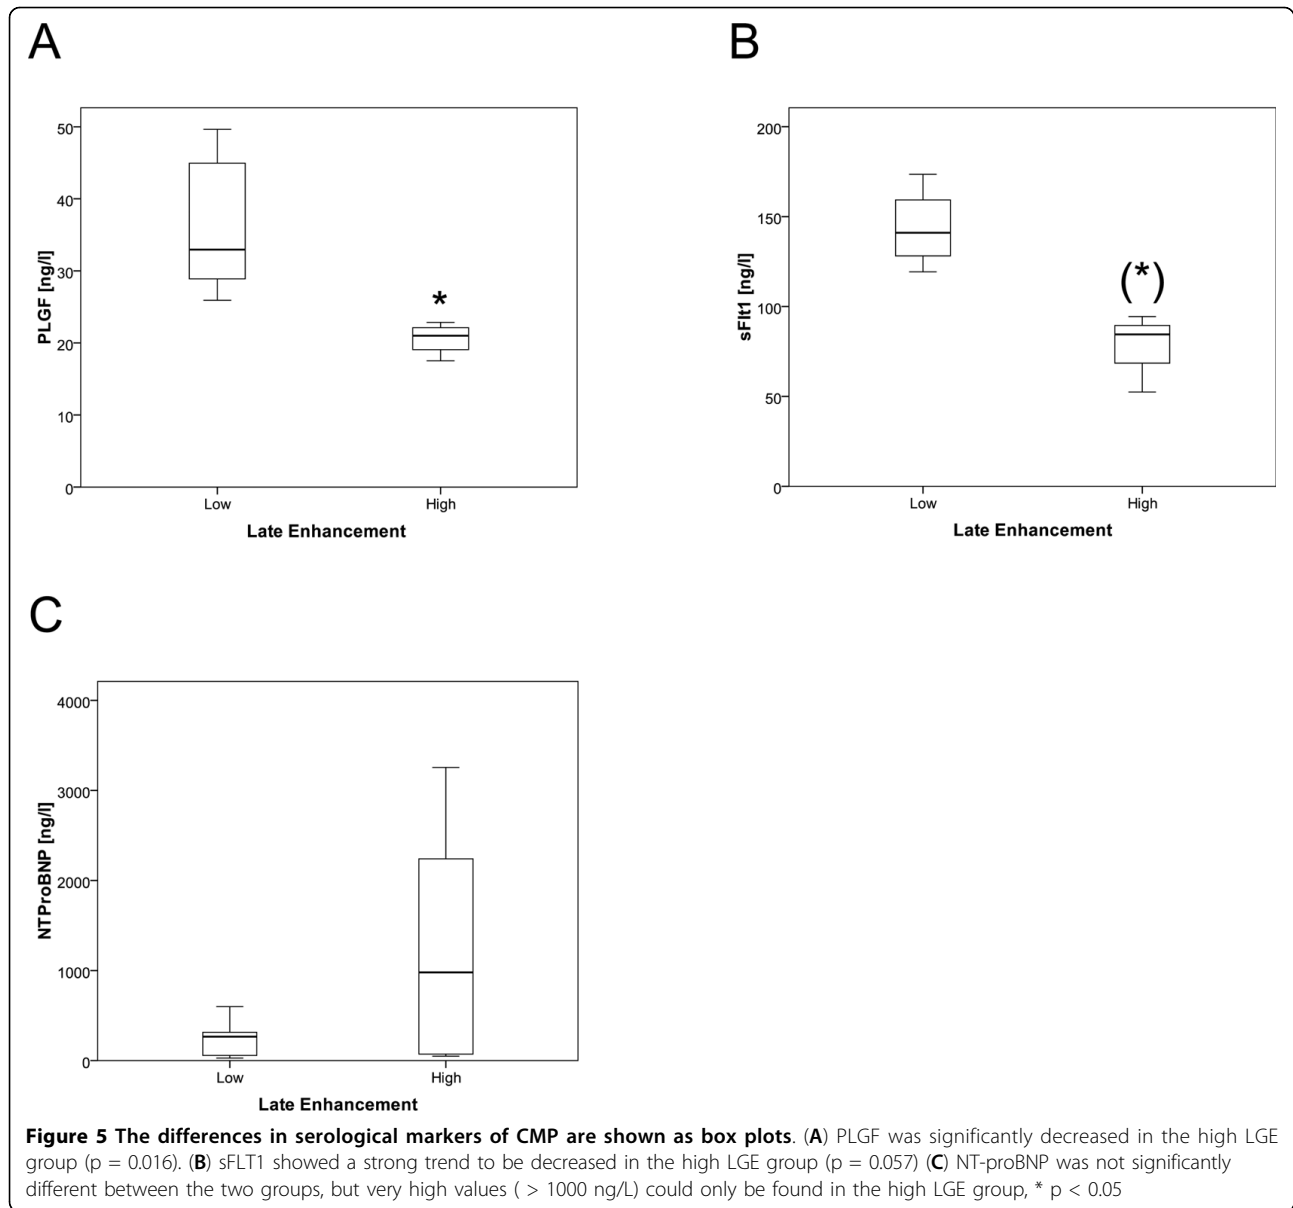 A
50
40
30
20
10
0
PLGF [ng/l]
*
Low
High
Late Enhancement
B
200
150
100
50
0
sFlt1 [ng/l]
(*)
Low
High
Late Enhancement
C
4000
3000
2000
1000
0
NTProBNP [ng/l]
Low
High
Late Enhancement
Figure 5 The differences in serological markers of CMP are shown as box plots. (A) PLGF was significantly decreased in the high LGE
group (p = 0.016). (B) sFLT1 showed a strong trend to be decreased in the high LGE group (p = 0.057) (C) NT-proBNP was not significantly
different between the two groups, but very high values ( > 1000 ng/L) could only be found in the high LGE group, * p < 0.05